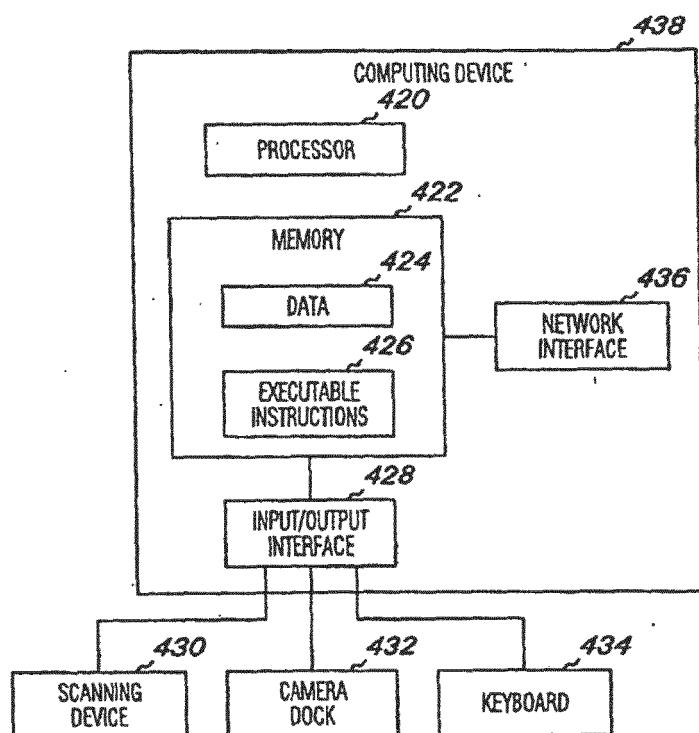 438
COMPUTING DEVICE
420
PROCESSOR
422
MEMORY
424
DATA
436
NETWORK
INTERFACE
426
EXECUTABLE
INSTRUCTIONS
428
INPUT/OUTPUT
INTERFACE
430
SCANNING
DEVICE
432
CAMERA
DOCK
434
KEYBOARD